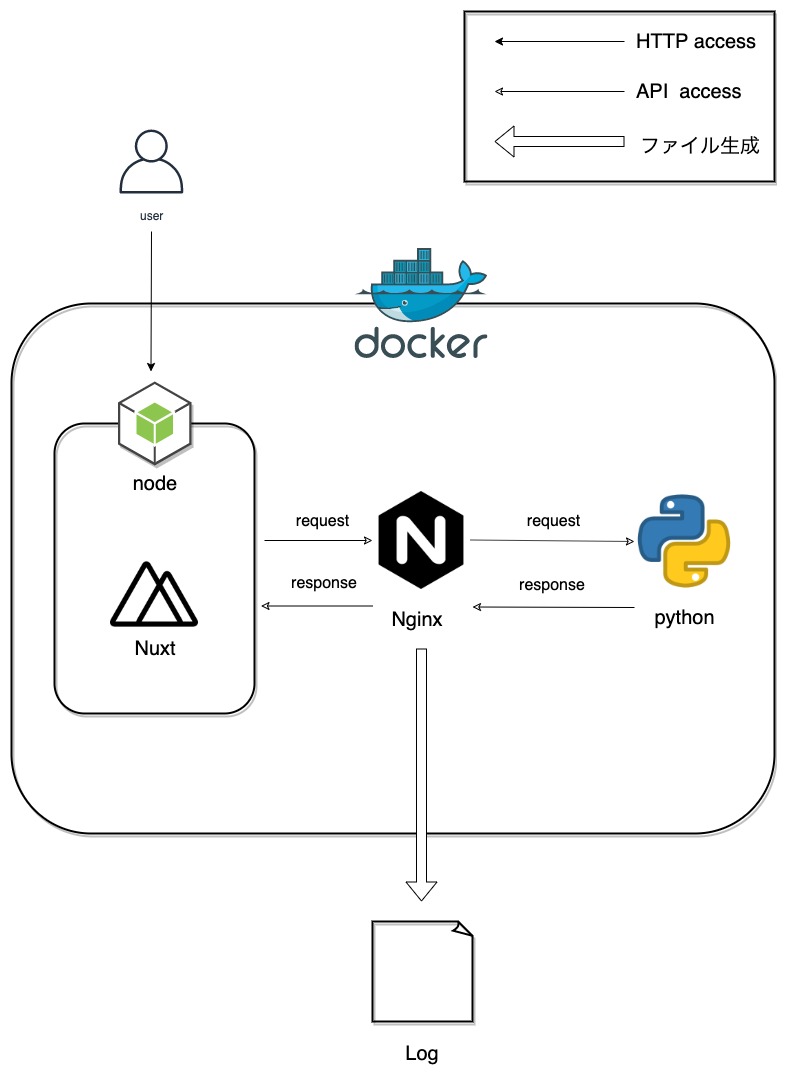 HTTP access
API access
ファイル生成
user
docker
node
request
request
response
response
Nuxt
Nginx
python
Log